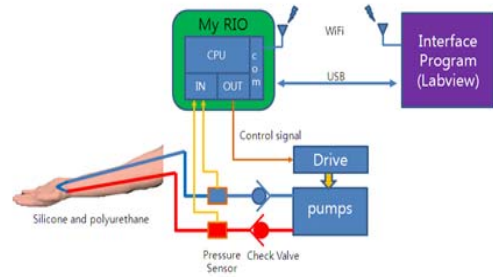 My RIO
CPU
com
IN
OUT
WiFi
USB
Interface
Program
(Labview)
Control signal
Drive
pumps
Silicone and polyurethane
Pressure
Sensor
Check Valve